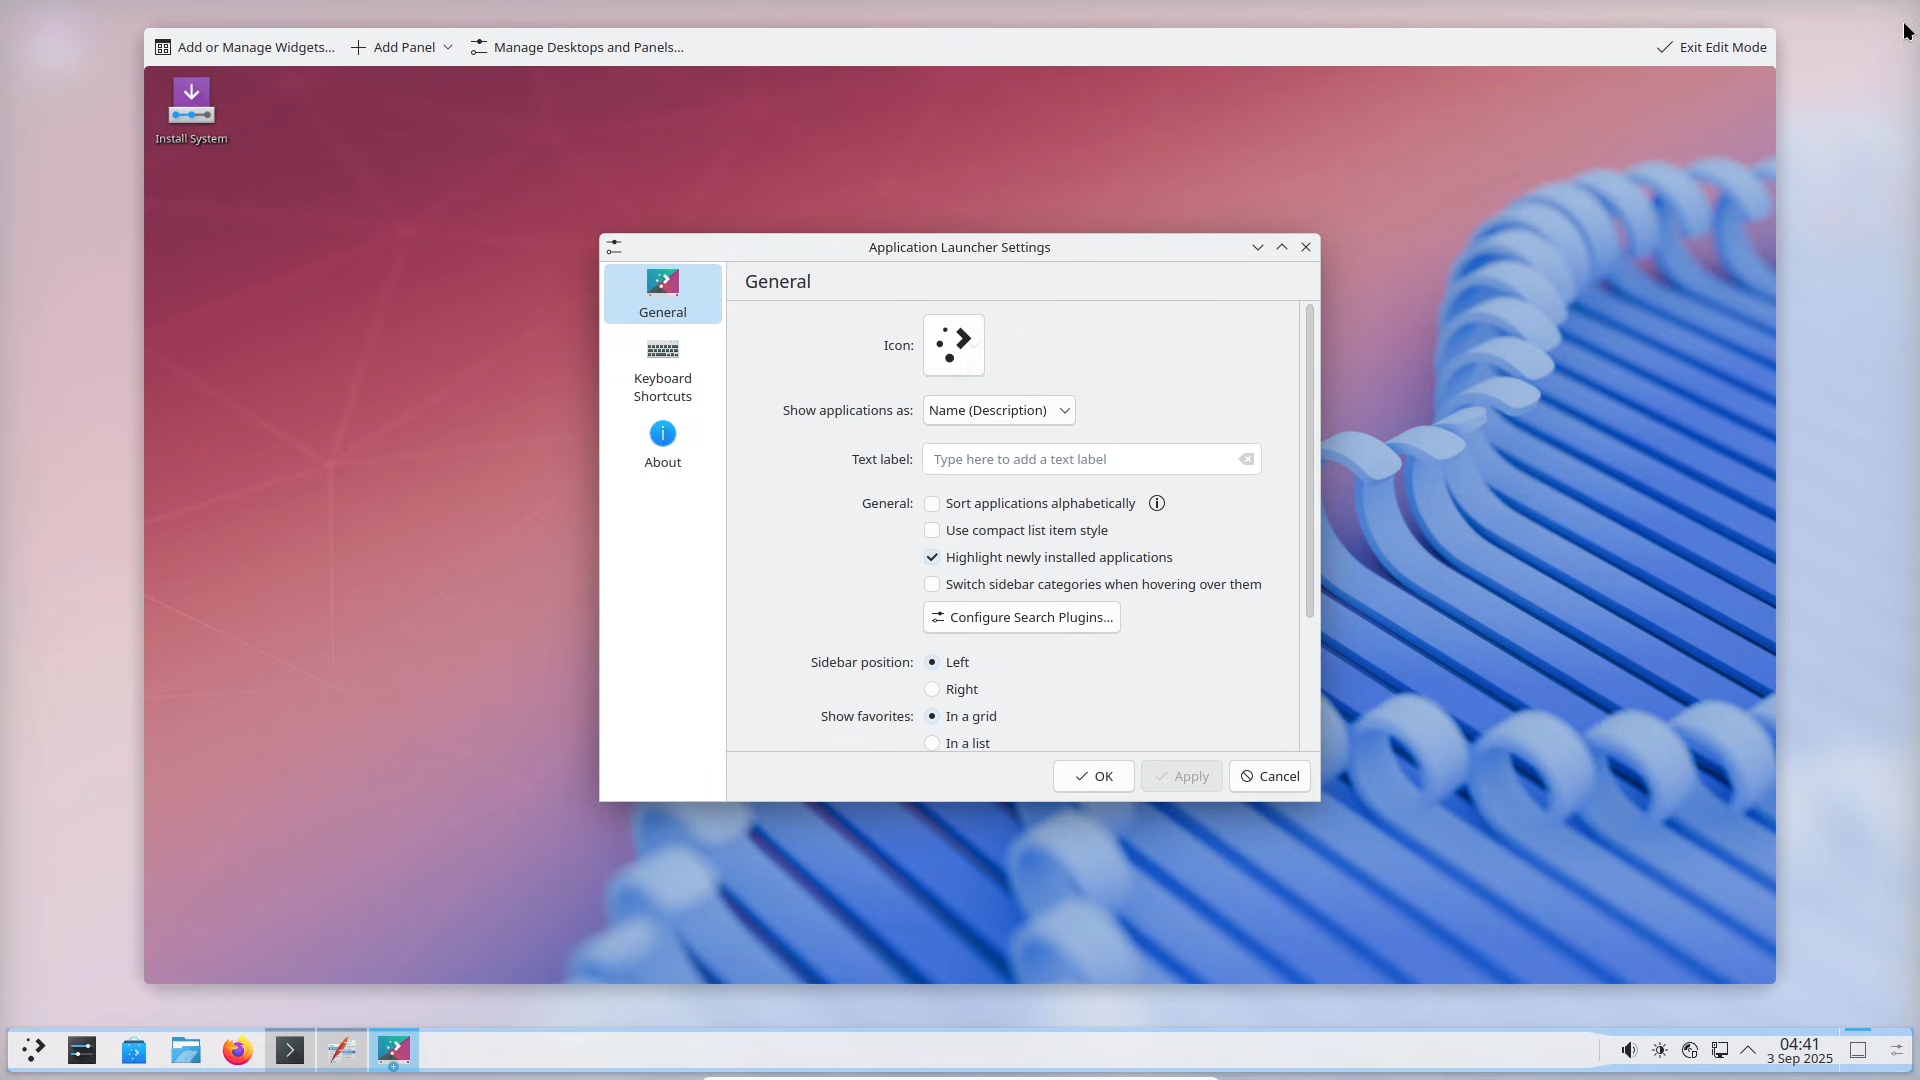 Add or Manage Widgets...
Add Panel
Manage Desktops and Panels...
Exit Edit Mode
Install System
Application Launcher Settings
General
Keyboard
Shortcuts
About
General
Icon:
Show applications as: Name (Description)
Text label: Type here to add a text label
General: Sort applications alphabetically
Use compact list item style
Highlight newly installed applications
Switch sidebar categories when hovering over them
Configure Search Plugins...
Sidebar position: Left
Right
Show favorites: In a grid
In a list
OK
Apply
Cancel
04:41
3 Sep 2025